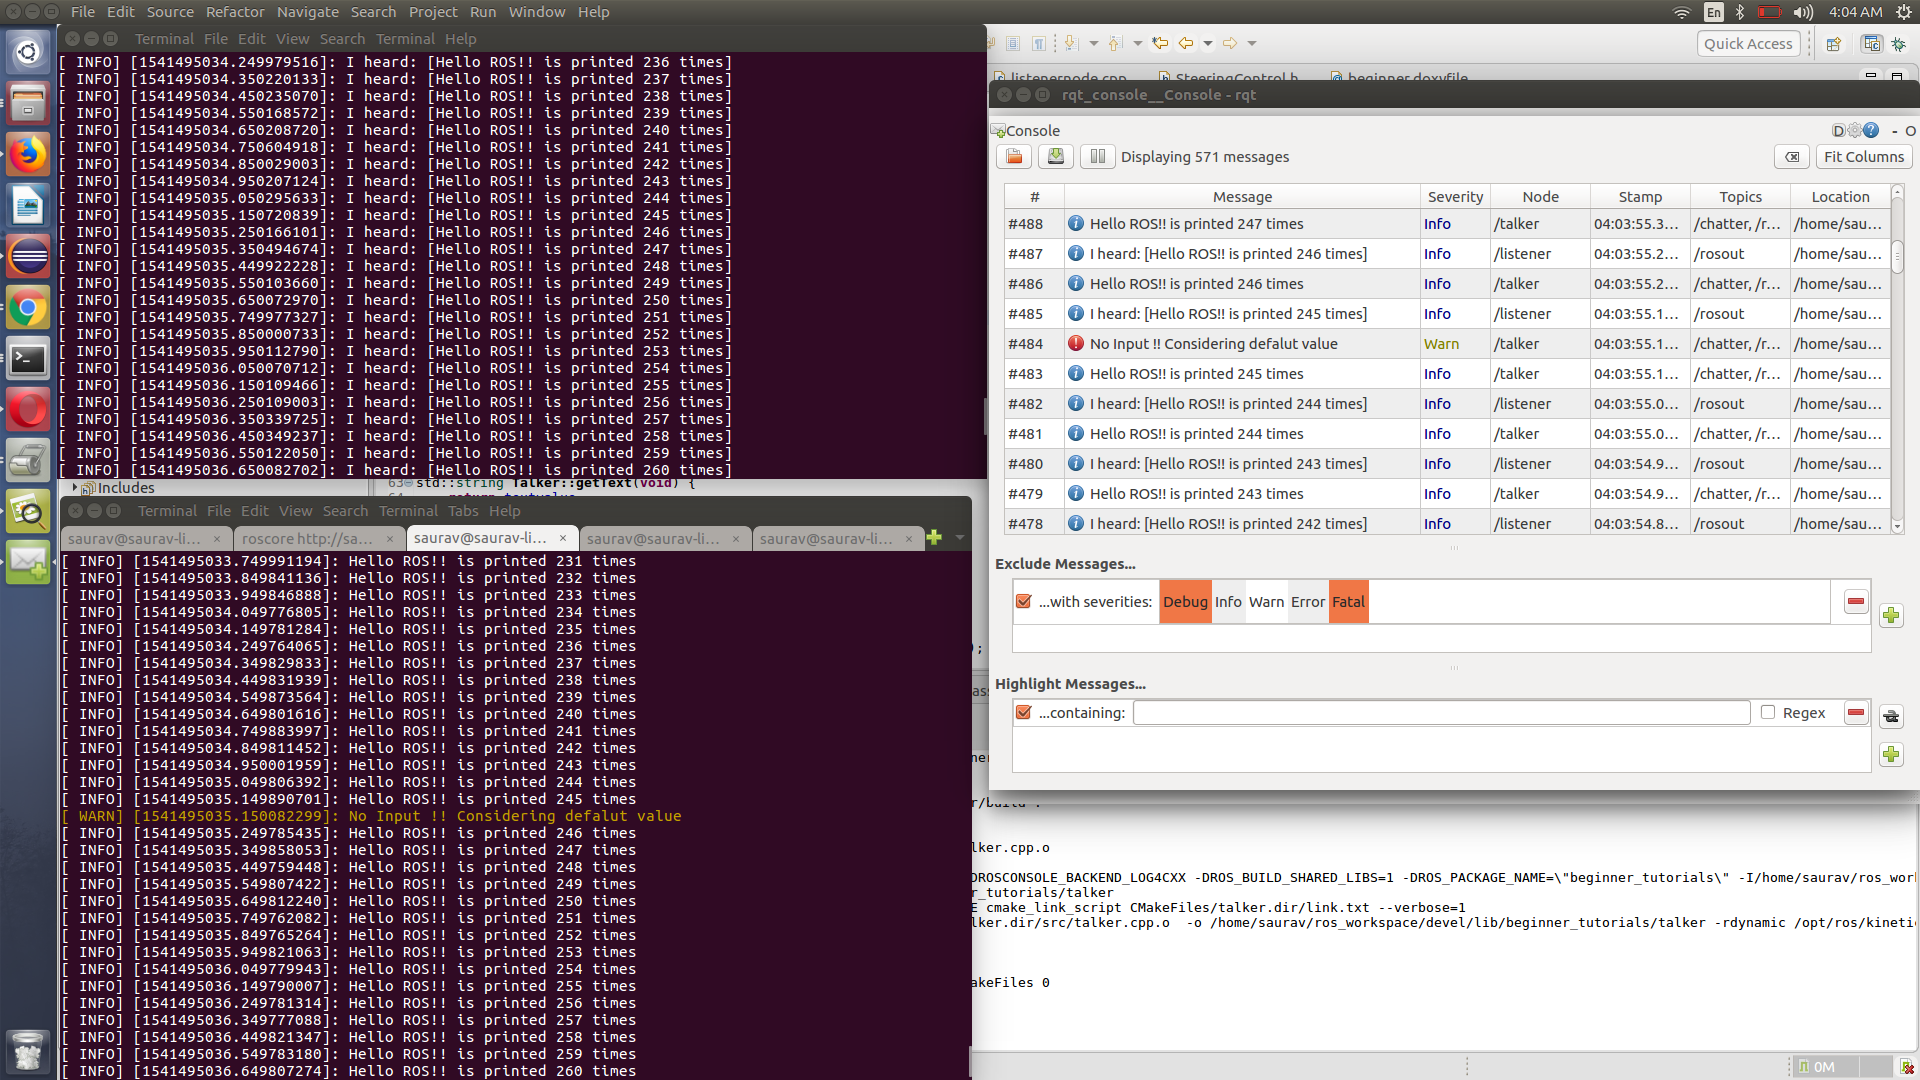 File Edit Source Refactor Navigate Search Project Run Window Help
En 4:04 AM
Terminal File Edit View Search Terminal Help
[ INFO] [1541495034.249979516]: I heard: [Hello ROS!! is printed 236 times]
[ INFO] [1541495034.350220133]: I heard: [Hello ROS!! is printed 237 times]
[ INFO] [1541495034.450235070]: I heard: [Hello ROS!! is printed 238 times]
[ INFO] [1541495034.550168572]: I heard: [Hello ROS!! is printed 239 times]
[ INFO] [1541495034.650208720]: I heard: [Hello ROS!! is printed 240 times]
[ INFO] [1541495034.750604918]: I heard: [Hello ROS!! is printed 241 times]
[ INFO] [1541495034.850029003]: I heard: [Hello ROS!! is printed 242 times]
[ INFO] [1541495034.950207124]: I heard: [Hello ROS!! is printed 243 times]
[ INFO] [1541495035.050295633]: I heard: [Hello ROS!! is printed 244 times]
[ INFO] [1541495035.150720839]: I heard: [Hello ROS!! is printed 245 times]
[ INFO] [1541495035.250166101]: I heard: [Hello ROS!! is printed 246 times]
[ INFO] [1541495035.350494674]: I heard: [Hello ROS!! is printed 247 times]
[ INFO] [1541495035.449922228]: I heard: [Hello ROS!! is printed 248 times]
[ INFO] [1541495035.550103660]: I heard: [Hello ROS!! is printed 249 times]
[ INFO] [1541495035.650072970]: I heard: [Hello ROS!! is printed 250 times]
[ INFO] [1541495035.749977327]: I heard: [Hello ROS!! is printed 251 times]
[ INFO] [1541495035.850000733]: I heard: [Hello ROS!! is printed 252 times]
[ INFO] [1541495035.950112790]: I heard: [Hello ROS!! is printed 253 times]
[ INFO] [1541495036.050070712]: I heard: [Hello ROS!! is printed 254 times]
[ INFO] [1541495036.150109466]: I heard: [Hello ROS!! is printed 255 times]
[ INFO] [1541495036.250109003]: I heard: [Hello ROS!! is printed 256 times]
[ INFO] [1541495036.350339725]: I heard: [Hello ROS!! is printed 257 times]
[ INFO] [1541495036.450349237]: I heard: [Hello ROS!! is printed 258 times]
[ INFO] [1541495036.550122050]: I heard: [Hello ROS!! is printed 259 times]
[ INFO] [1541495036.650082702]: I heard: [Hello ROS!! is printed 260 times]
Includes
63 std::string Talker::getText(void) {
Terminal File Edit View Search Terminal Tabs Help
saurav@saurav-li... × roscore http://sa... × saurav@saurav-li... × saurav@saurav-li... × saurav@saurav-li... ×
[ INFO] [1541495033.749991194]: Hello ROS!! is printed 231 times
[ INFO] [1541495033.849841136]: Hello ROS!! is printed 232 times
[ INFO] [1541495033.949846888]: Hello ROS!! is printed 233 times
[ INFO] [1541495034.049776805]: Hello ROS!! is printed 234 times
[ INFO] [1541495034.149781284]: Hello ROS!! is printed 235 times
[ INFO] [1541495034.249764065]: Hello ROS!! is printed 236 times
[ INFO] [1541495034.349829833]: Hello ROS!! is printed 237 times
[ INFO] [1541495034.449831939]: Hello ROS!! is printed 238 times
[ INFO] [1541495034.549873564]: Hello ROS!! is printed 239 times
[ INFO] [1541495034.649801616]: Hello ROS!! is printed 240 times
[ INFO] [1541495034.749883997]: Hello ROS!! is printed 241 times
[ INFO] [1541495034.849811452]: Hello ROS!! is printed 242 times
[ INFO] [1541495034.950001959]: Hello ROS!! is printed 243 times
[ INFO] [1541495035.049806392]: Hello ROS!! is printed 244 times
[ INFO] [1541495035.149890701]: Hello ROS!! is printed 245 times
[ WARN] [1541495035.150082299]: No Input !! Considering defalut value
[ INFO] [1541495035.249785435]: Hello ROS!! is printed 246 times
[ INFO] [1541495035.349858053]: Hello ROS!! is printed 247 times
[ INFO] [1541495035.449759448]: Hello ROS!! is printed 248 times
[ INFO] [1541495035.549807422]: Hello ROS!! is printed 249 times
[ INFO] [1541495035.649812240]: Hello ROS!! is printed 250 times
[ INFO] [1541495035.749762082]: Hello ROS!! is printed 251 times
[ INFO] [1541495035.849765264]: Hello ROS!! is printed 252 times
[ INFO] [1541495035.949821063]: Hello ROS!! is printed 253 times
[ INFO] [1541495036.049779943]: Hello ROS!! is printed 254 times
[ INFO] [1541495036.149790007]: Hello ROS!! is printed 255 times
[ INFO] [1541495036.249781314]: Hello ROS!! is printed 256 times
[ INFO] [1541495036.349777088]: Hello ROS!! is printed 257 times
[ INFO] [1541495036.449821347]: Hello ROS!! is printed 258 times
[ INFO] [1541495036.549783180]: Hello ROS!! is printed 259 times
[ INFO] [1541495036.649807274]: Hello ROS!! is printed 260 times
Quick Access
listenernode.cpp SteeringControl.h beginner.doxyfile
rqt_console__Console - rqt
Console D - O
Displaying 571 messages Fit Columns
# Message Severity Node Stamp Topics Location
#488 Hello ROS!! is printed 247 times Info /talker 04:03:55.3... /chatter, /r... /home/sau...
#487 I heard: [Hello ROS!! is printed 246 times] Info /listener 04:03:55.2... /rosout /home/sau...
#486 Hello ROS!! is printed 246 times Info /talker 04:03:55.2... /chatter, /r... /home/sau...
#485 I heard: [Hello ROS!! is printed 245 times] Info /listener 04:03:55.1... /rosout /home/sau...
#484 No Input !! Considering defalut value Warn /talker 04:03:55.1... /chatter, /r... /home/sau...
#483 Hello ROS!! is printed 245 times Info /talker 04:03:55.1... /chatter, /r... /home/sau...
#482 I heard: [Hello ROS!! is printed 244 times] Info /listener 04:03:55.0... /rosout /home/sau...
#481 Hello ROS!! is printed 244 times Info /talker 04:03:55.0... /chatter, /r... /home/sau...
#480 I heard: [Hello ROS!! is printed 243 times] Info /listener 04:03:54.9... /rosout /home/sau...
#479 Hello ROS!! is printed 243 times Info /talker 04:03:54.9... /chatter, /r... /home/sau...
#478 I heard: [Hello ROS!! is printed 242 times] Info /listener 04:03:54.8... /rosout /home/sau...
Exclude Messages...
...with severities: Debug Info Warn Error Fatal
Highlight Messages...
...containing: Regex
lker.cpp.o
DROSCONSOLE_BACKEND_LOG4CXX -DROS_BUILD_SHARED_LIBS=1 -DROS_PACKAGE_NAME=\"beginner_tutorials\" -I/home/saurav/ros_work
r_tutorials/talker
E cmake_link_script CMakeFiles/talker.dir/link.txt --verbose=1
lker.dir/src/talker.cpp.o -o /home/saurav/ros_workspace/devel/lib/beginner_tutorials/talker -rdynamic /opt/ros/kinetic
akeFiles 0
0M